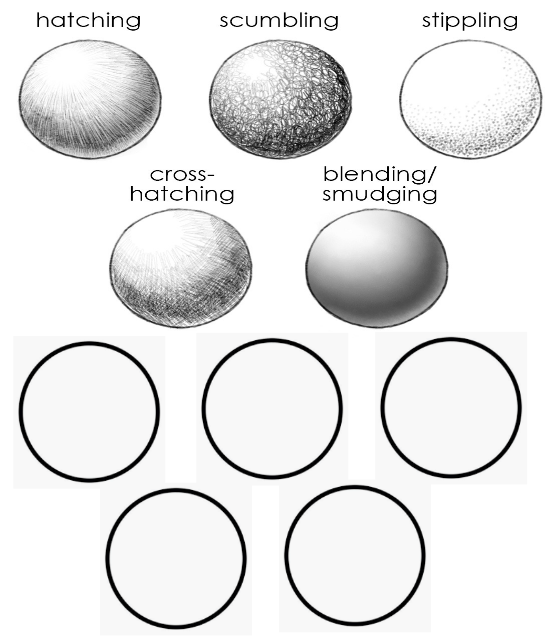 hatching
scumbling
stippling
cross-
hatching
blending/
smudging